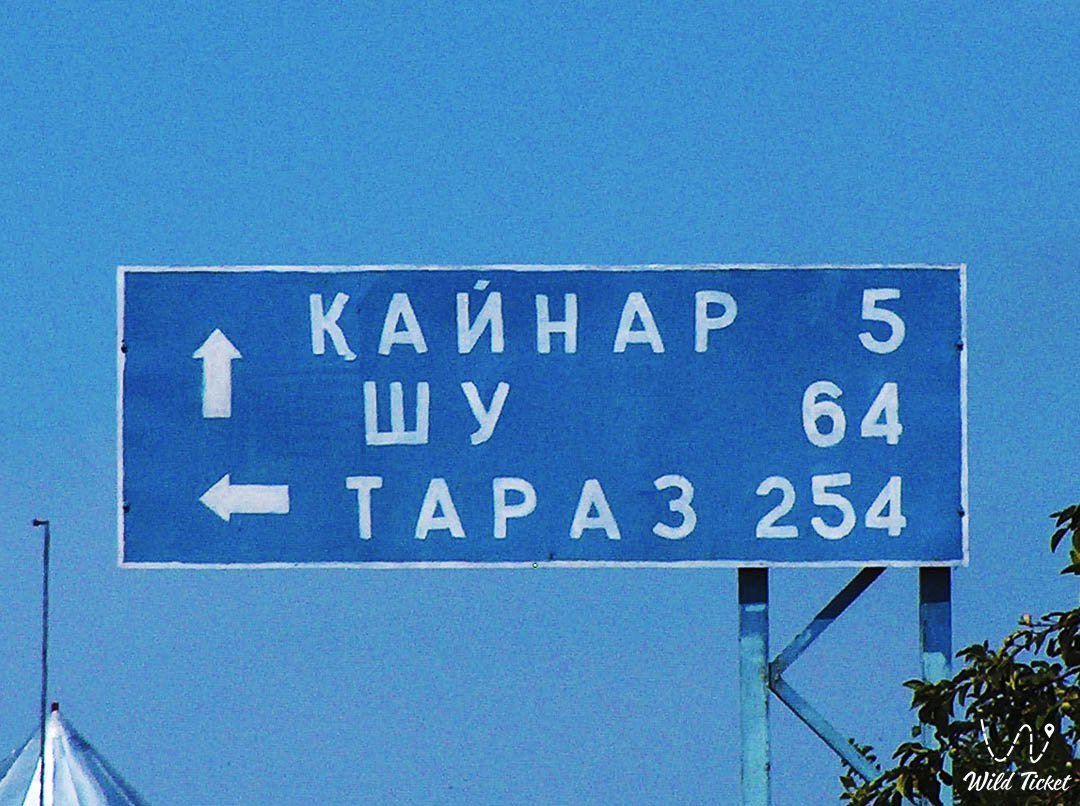 ҚАЙНАР 5
ШУ 64
ТАРАЗ 254
Wild Ticket